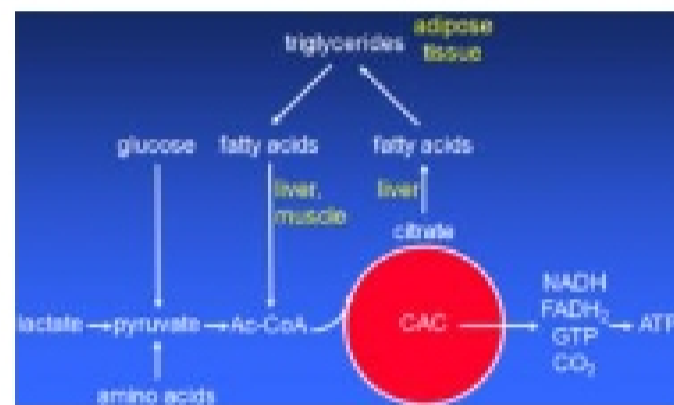 triglycerides adipose
tissue
glucose fatty acids fatty acids
liver,
muscle
liver
citrate
NADH
FADH₂
GTP
CO₂
lactate pyruvate Ac-CoA CAC ATP
amino acids